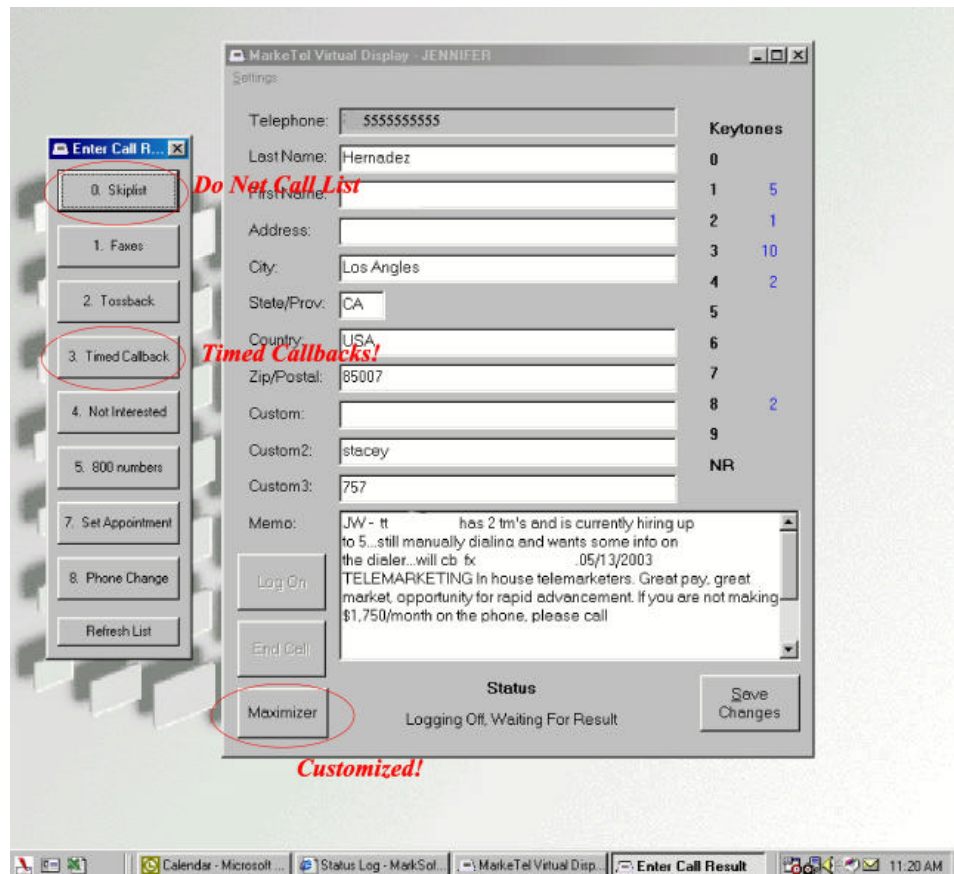 MarkeTel Virtual Display - JENNIFER
Settings
Telephone: 5555555555
Last Name: Hernadez
First Name:
Address:
City: Los Angles
State/Prov: CA
Country: USA
Zip/Postal: 85007
Custom:
Custom2: stacey
Custom3: 757
Memo: JW - tt has 2 tm's and is currently hiring up
to 5...still manually dialing and wants some info on
the dialer...will cb fx .05/13/2003
TELEMARKETING In house telemarketers. Great pay, great
market, opportunity for rapid advancement. If you are not making
$1,750/month on the phone, please call
Log On
End Call
Maximizer
Status
Logging Off, Waiting For Result
Save
Changes
Keytones
0
1 5
2 1
3 10
4 2
5
6
7
8 2
9
NR
Enter Call R...
0. Skiplist
1. Faxes
2. Tossback
3. Timed Callback
4. Not Interested
5. 800 numbers
7. Set Appointment
8. Phone Change
Refresh List
Do Not Call List
Timed Callbacks!
Customized!
Calendar - Microsoft ...
Status Log - MarkSof...
MarkeTel Virtual Disp...
Enter Call Result
11:20 AM